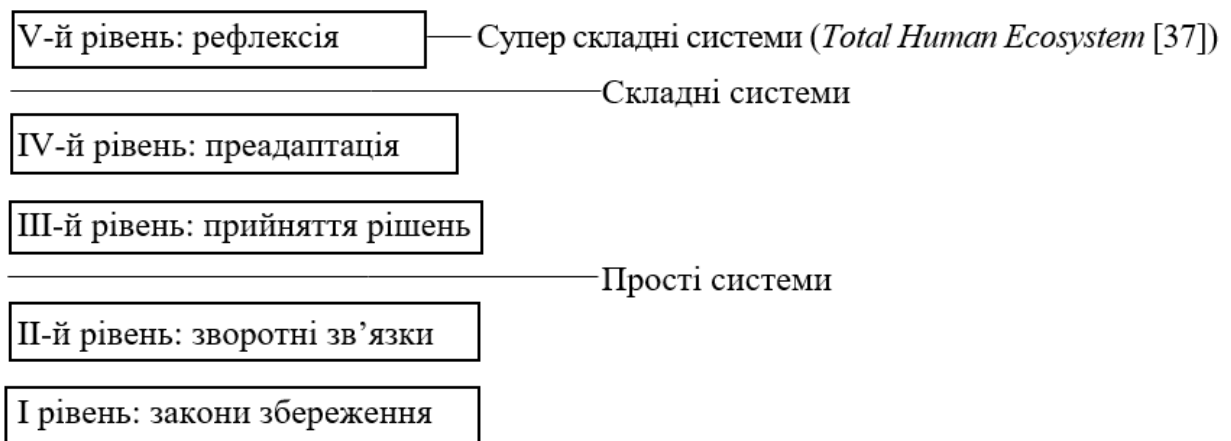 V-й рівень: рефлексія Супер складні системи (Total Human Ecosystem [37])
Складні системи
IV-й рівень: преадаптація
III-й рівень: прийняття рішень
Прості системи
II-й рівень: зворотні зв’язки
I рівень: закони збереження